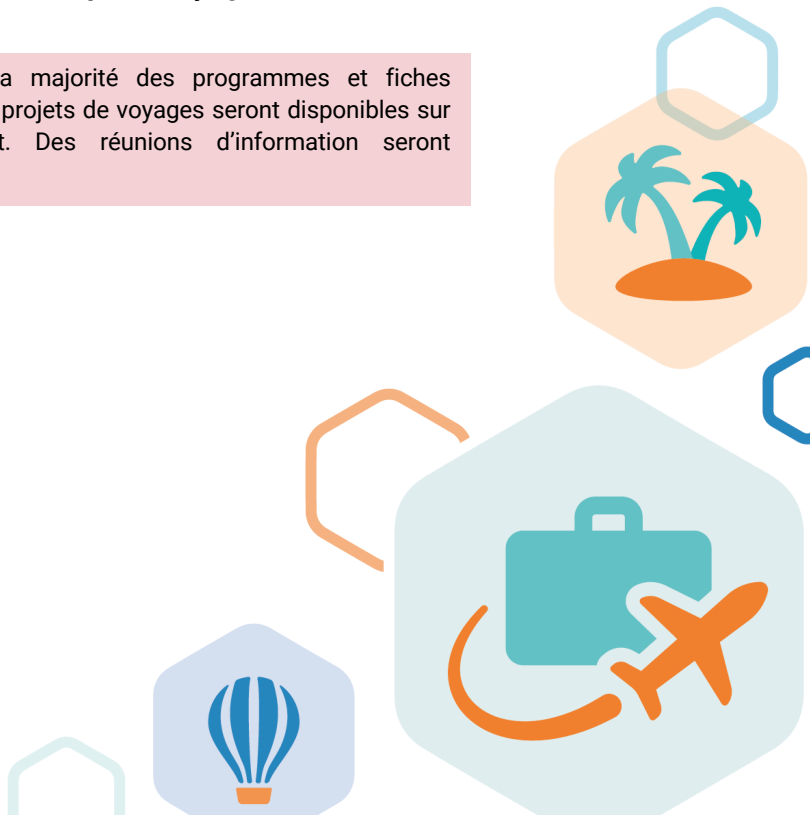 a majorité des programmes et fiches
projets de voyages seront disponibles sur
t. Des réunions d'information seront